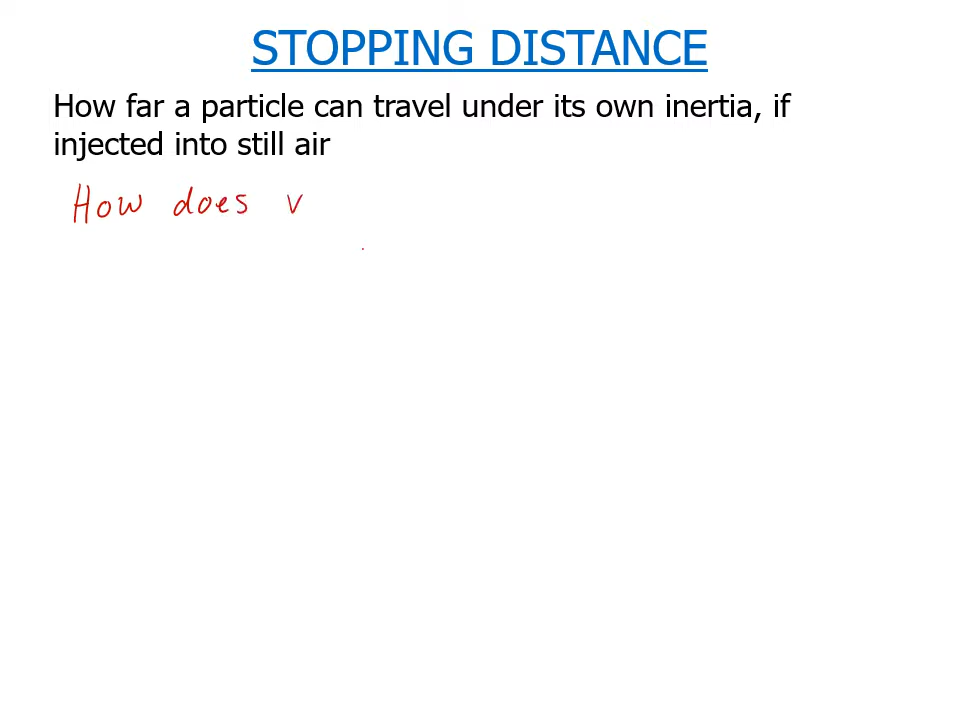 STOPPING DISTANCE
How far a particle can travel under its own inertia, if
injected into still air
How does v